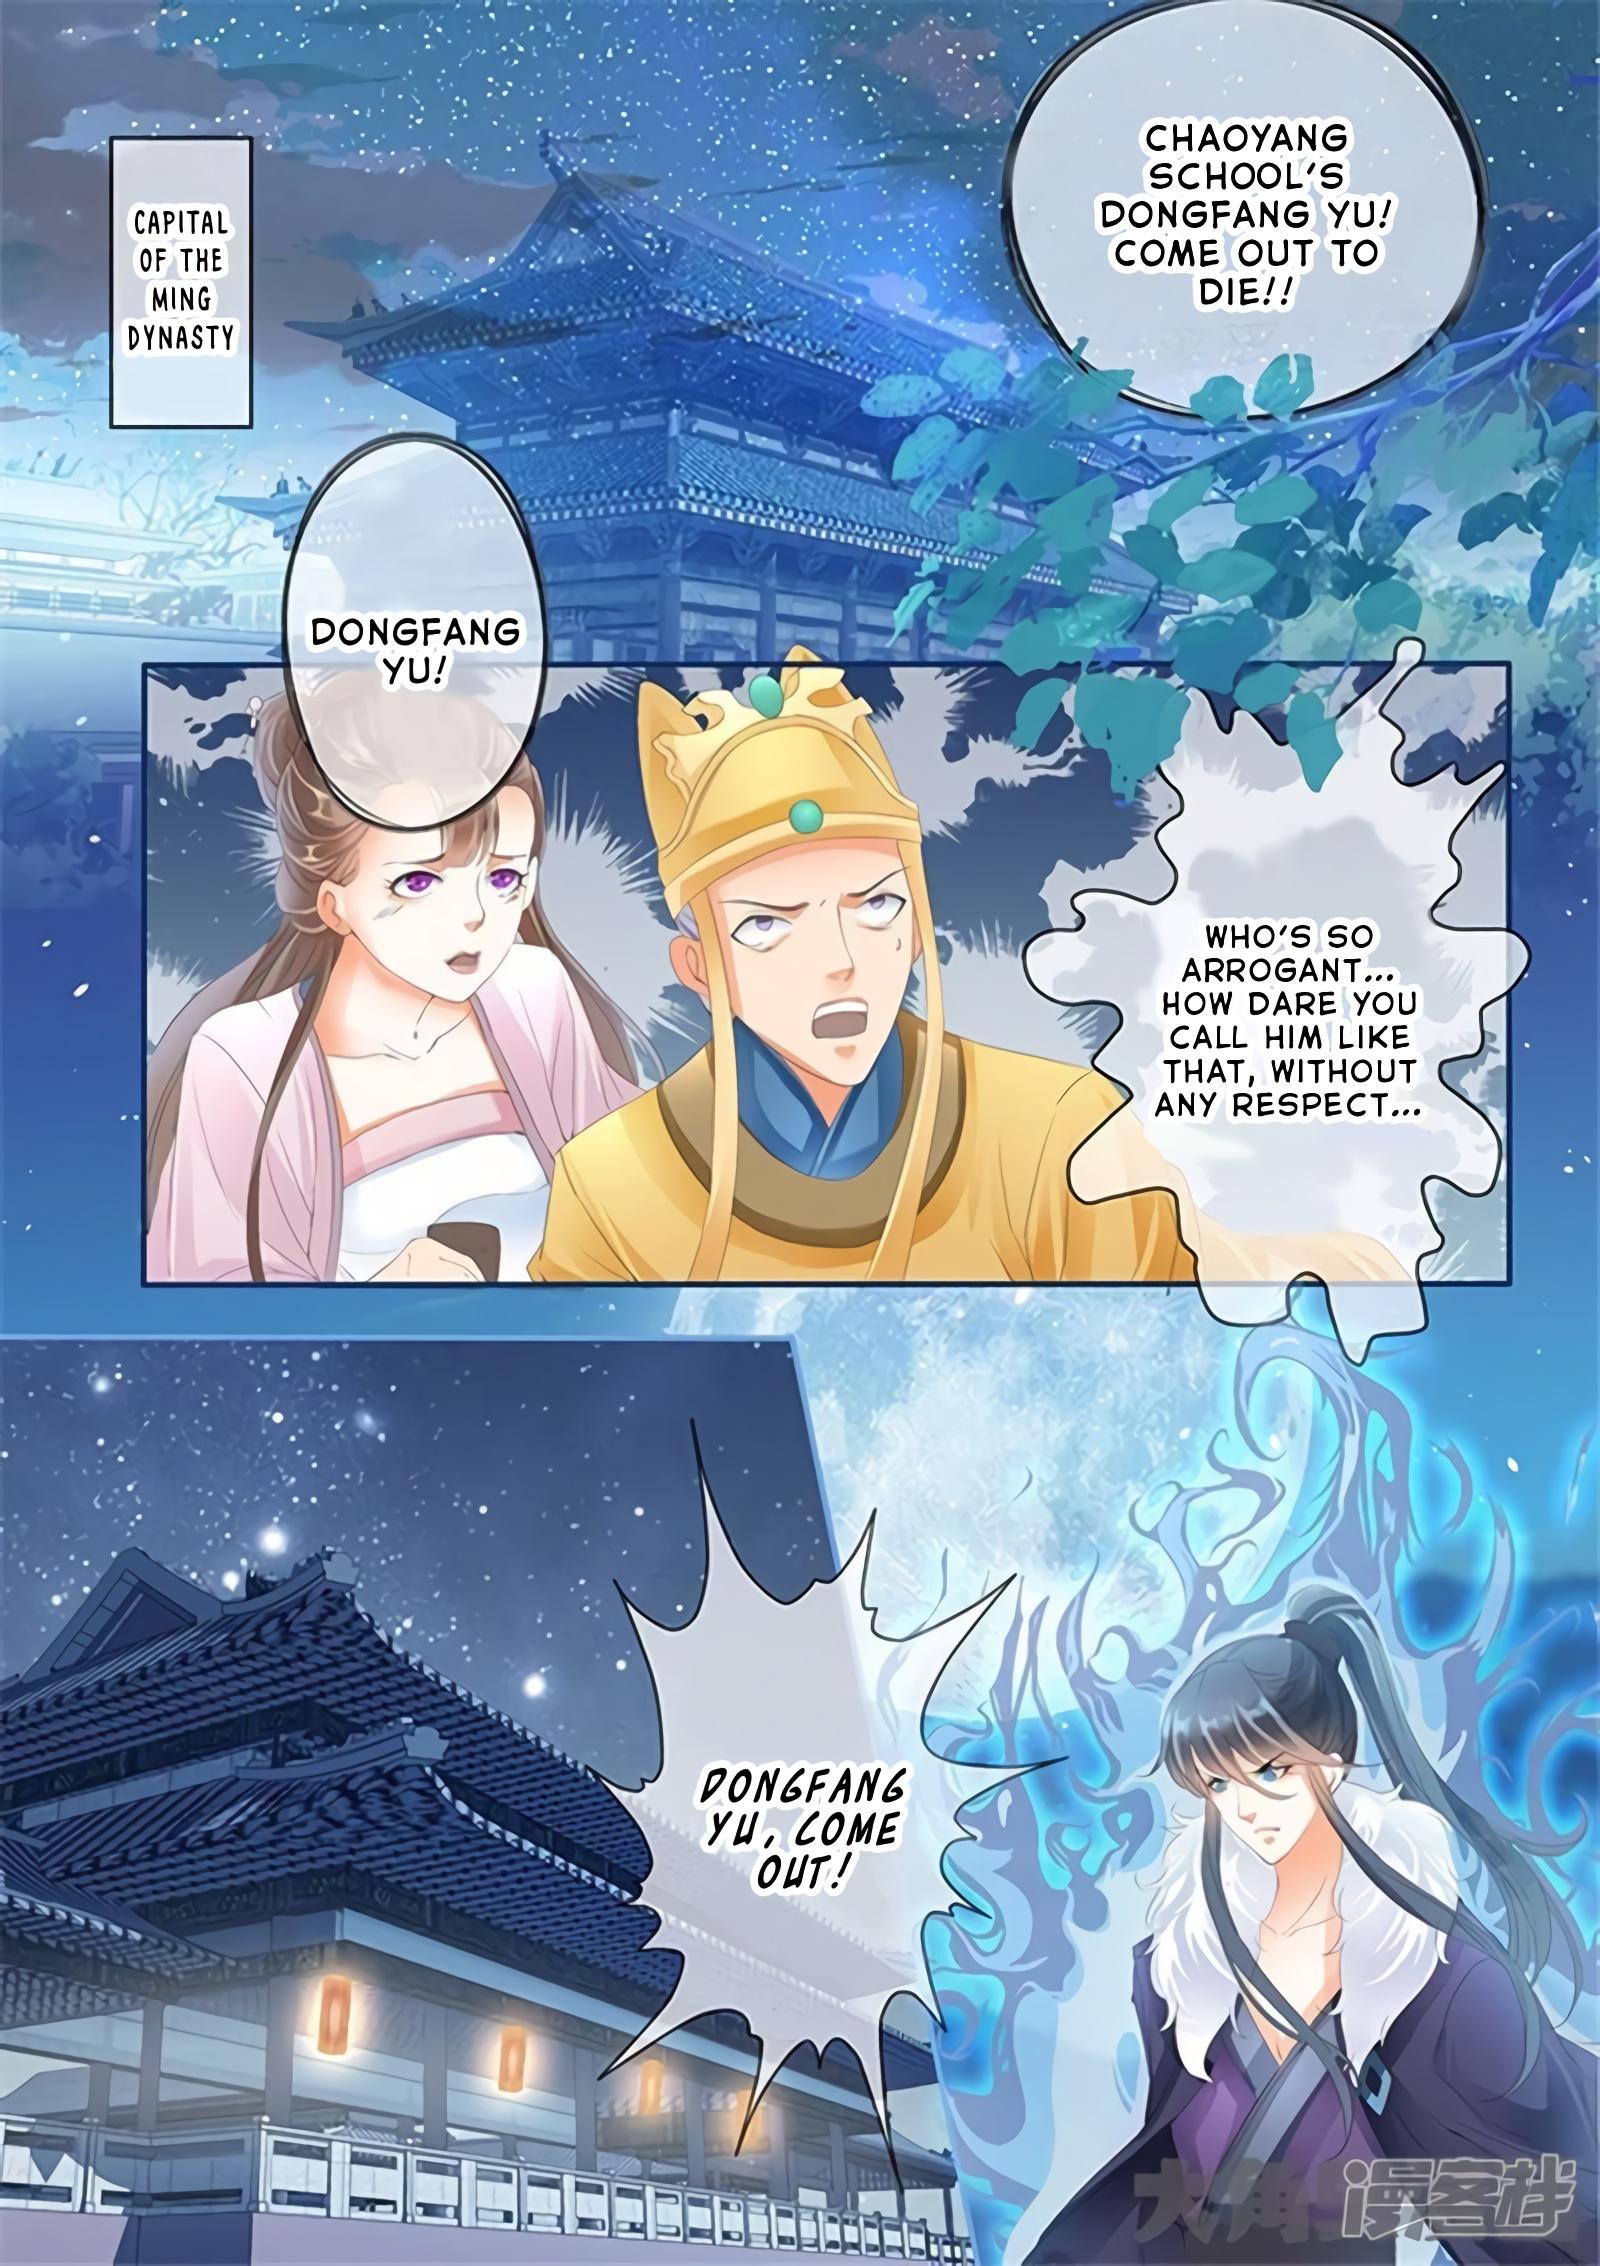 CAPITAL
OF THE
MING
DYNASTY
CHAOYANG
SCHOOL'S
DONGFANG YU!
COME OUT TO
DIE!!
DONGFANG
YU!
WHO'S SO
ARROGANT...
HOW DARE YOU
CALL HIM LIKE
THAT, WITHOUT
ANY RESPECT...
DONGFANG
YU, COME
OUT!
大角
漫客栈